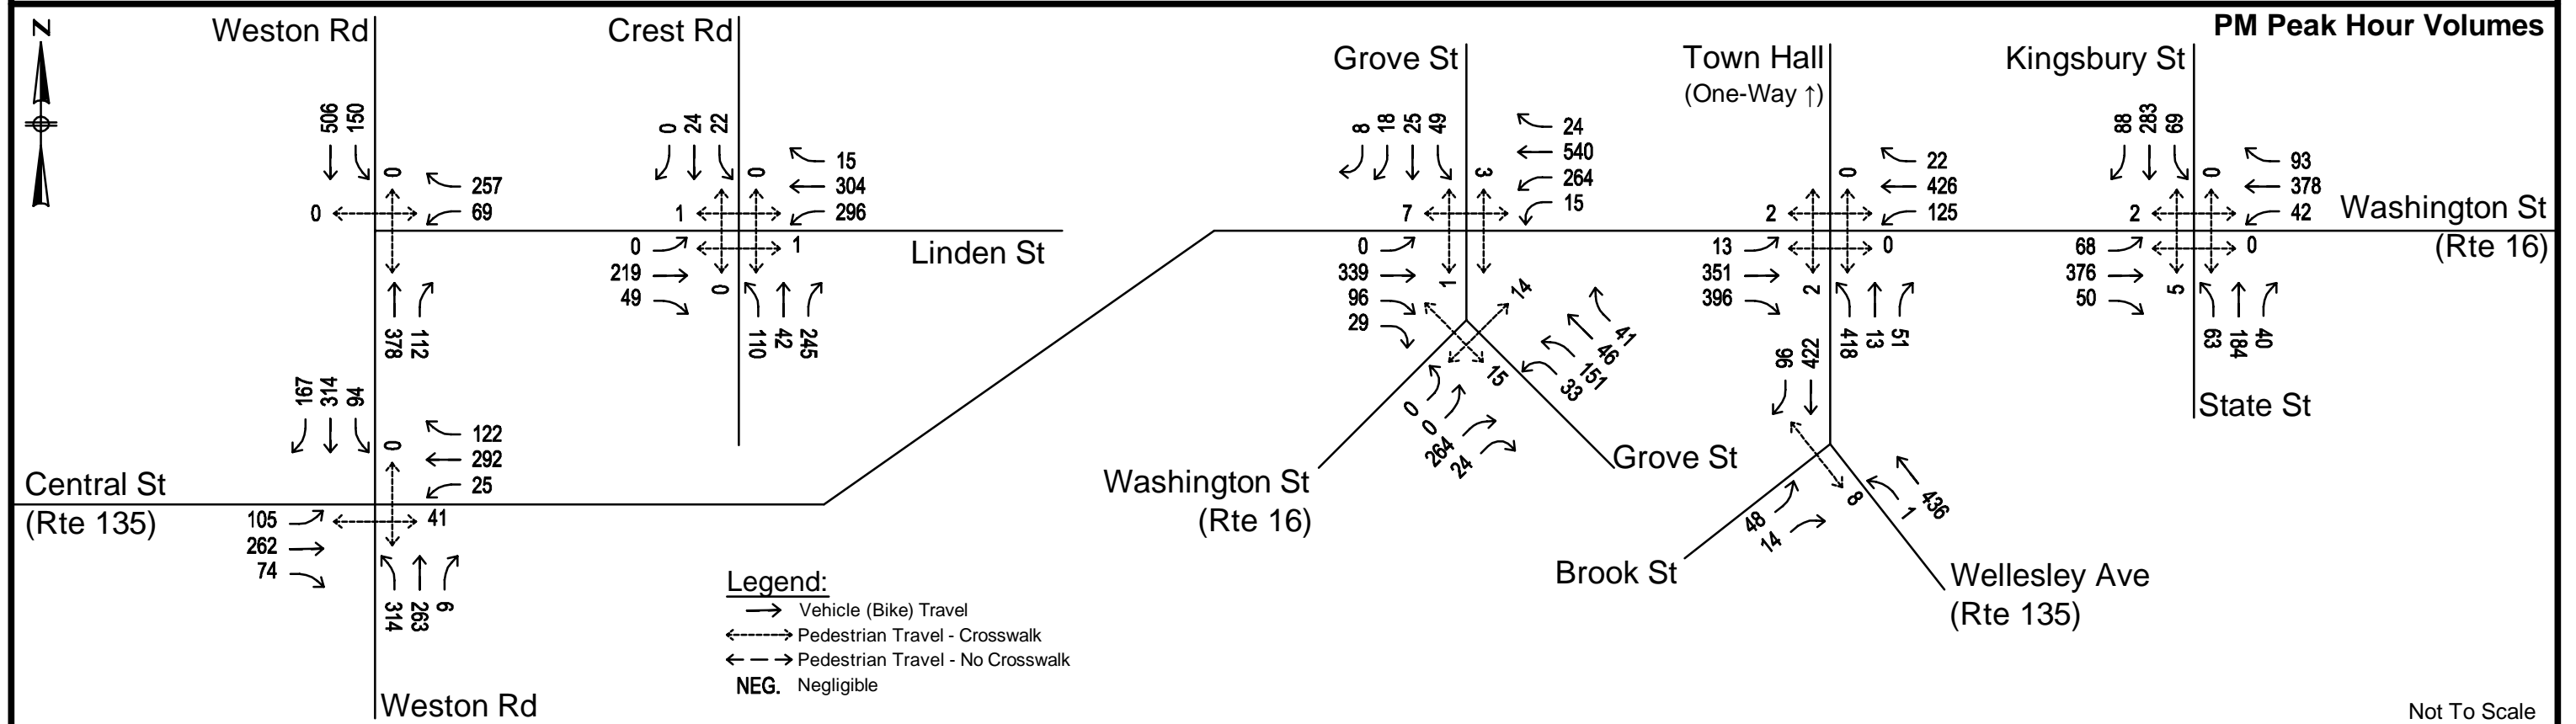 PM Peak Hour Volumes
N
Weston Rd
Crest Rd
Grove St
Town Hall
(One-Way ↑)
Kingsbury St
506 150
0
257
69
0
378 112
0 24 22
0
15
304
296
1
0
219
49
1
0
110 42 245
Linden St
8 18 25 49
3
24
540
264
15
7
0
339
96
29
1
14
41
46
151
33
15
0
0
264
24
Washington St
(Rte 16)
Grove St
0
22
426
125
2
13
351
396
0
2
418 13 51
96 422
8
48
14
436
1
Brook St
Wellesley Ave
(Rte 135)
88 283 69
0
93
378
42
2
68
376
50
0
5
63 184 40
Washington St
(Rte 16)
State St
167 314 94
0
122
292
25
Central St
(Rte 135)
105
262
74
41
314 263 6
Weston Rd
Legend:
Vehicle (Bike) Travel
Pedestrian Travel - Crosswalk
Pedestrian Travel - No Crosswalk
NEG. Negligible
Not To Scale